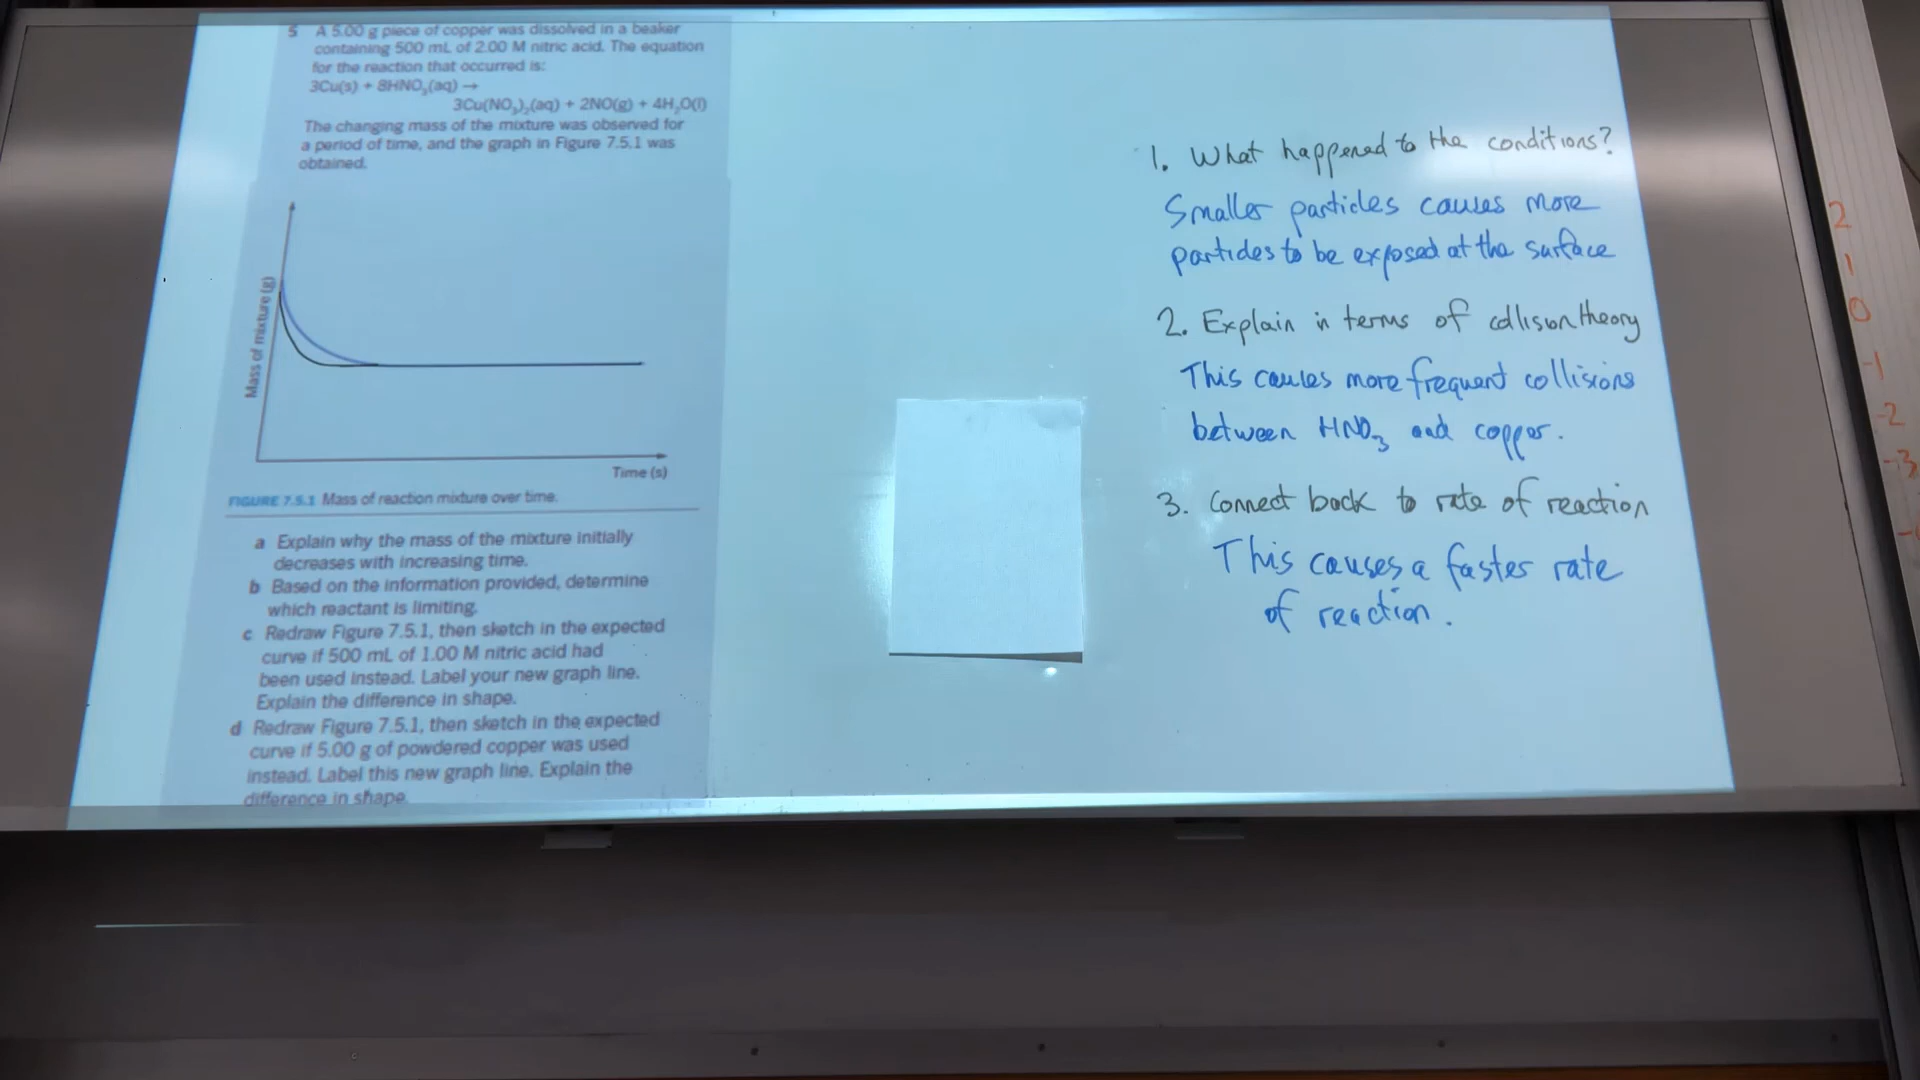 5 A 5.00 g piece of copper was dissolved in a beaker
containing 500 mL of 2.00 M nitric acid. The equation
for the reaction that occurred is:
3Cu(s) + 8HNO₃(aq) →
3Cu(NO₃)₂(aq) + 2NO(g) + 4H₂O(l)
The changing mass of the mixture was observed for
a period of time, and the graph in Figure 7.5.1 was
obtained.
Mass of mixture (g)
Time (s)
FIGURE 7.5.1 Mass of reaction mixture over time.
a Explain why the mass of the mixture initially
decreases with increasing time.
b Based on the information provided, determine
which reactant is limiting.
c Redraw Figure 7.5.1, then sketch in the expected
curve if 500 mL of 1.00 M nitric acid had
been used instead. Label your new graph line.
Explain the difference in shape.
d Redraw Figure 7.5.1, then sketch in the expected
curve if 5.00 g of powdered copper was used
instead. Label this new graph line. Explain the
difference in shape.
1. What happened to the conditions?
Smaller particles causes more
particles to be exposed at the surface
2. Explain in terms of collision theory
This causes more frequent collisions
between HNO₃ and copper.
3. Connect back to rate of reaction
This causes a faster rate
of reaction.
2
1
0
-1
-2
-3